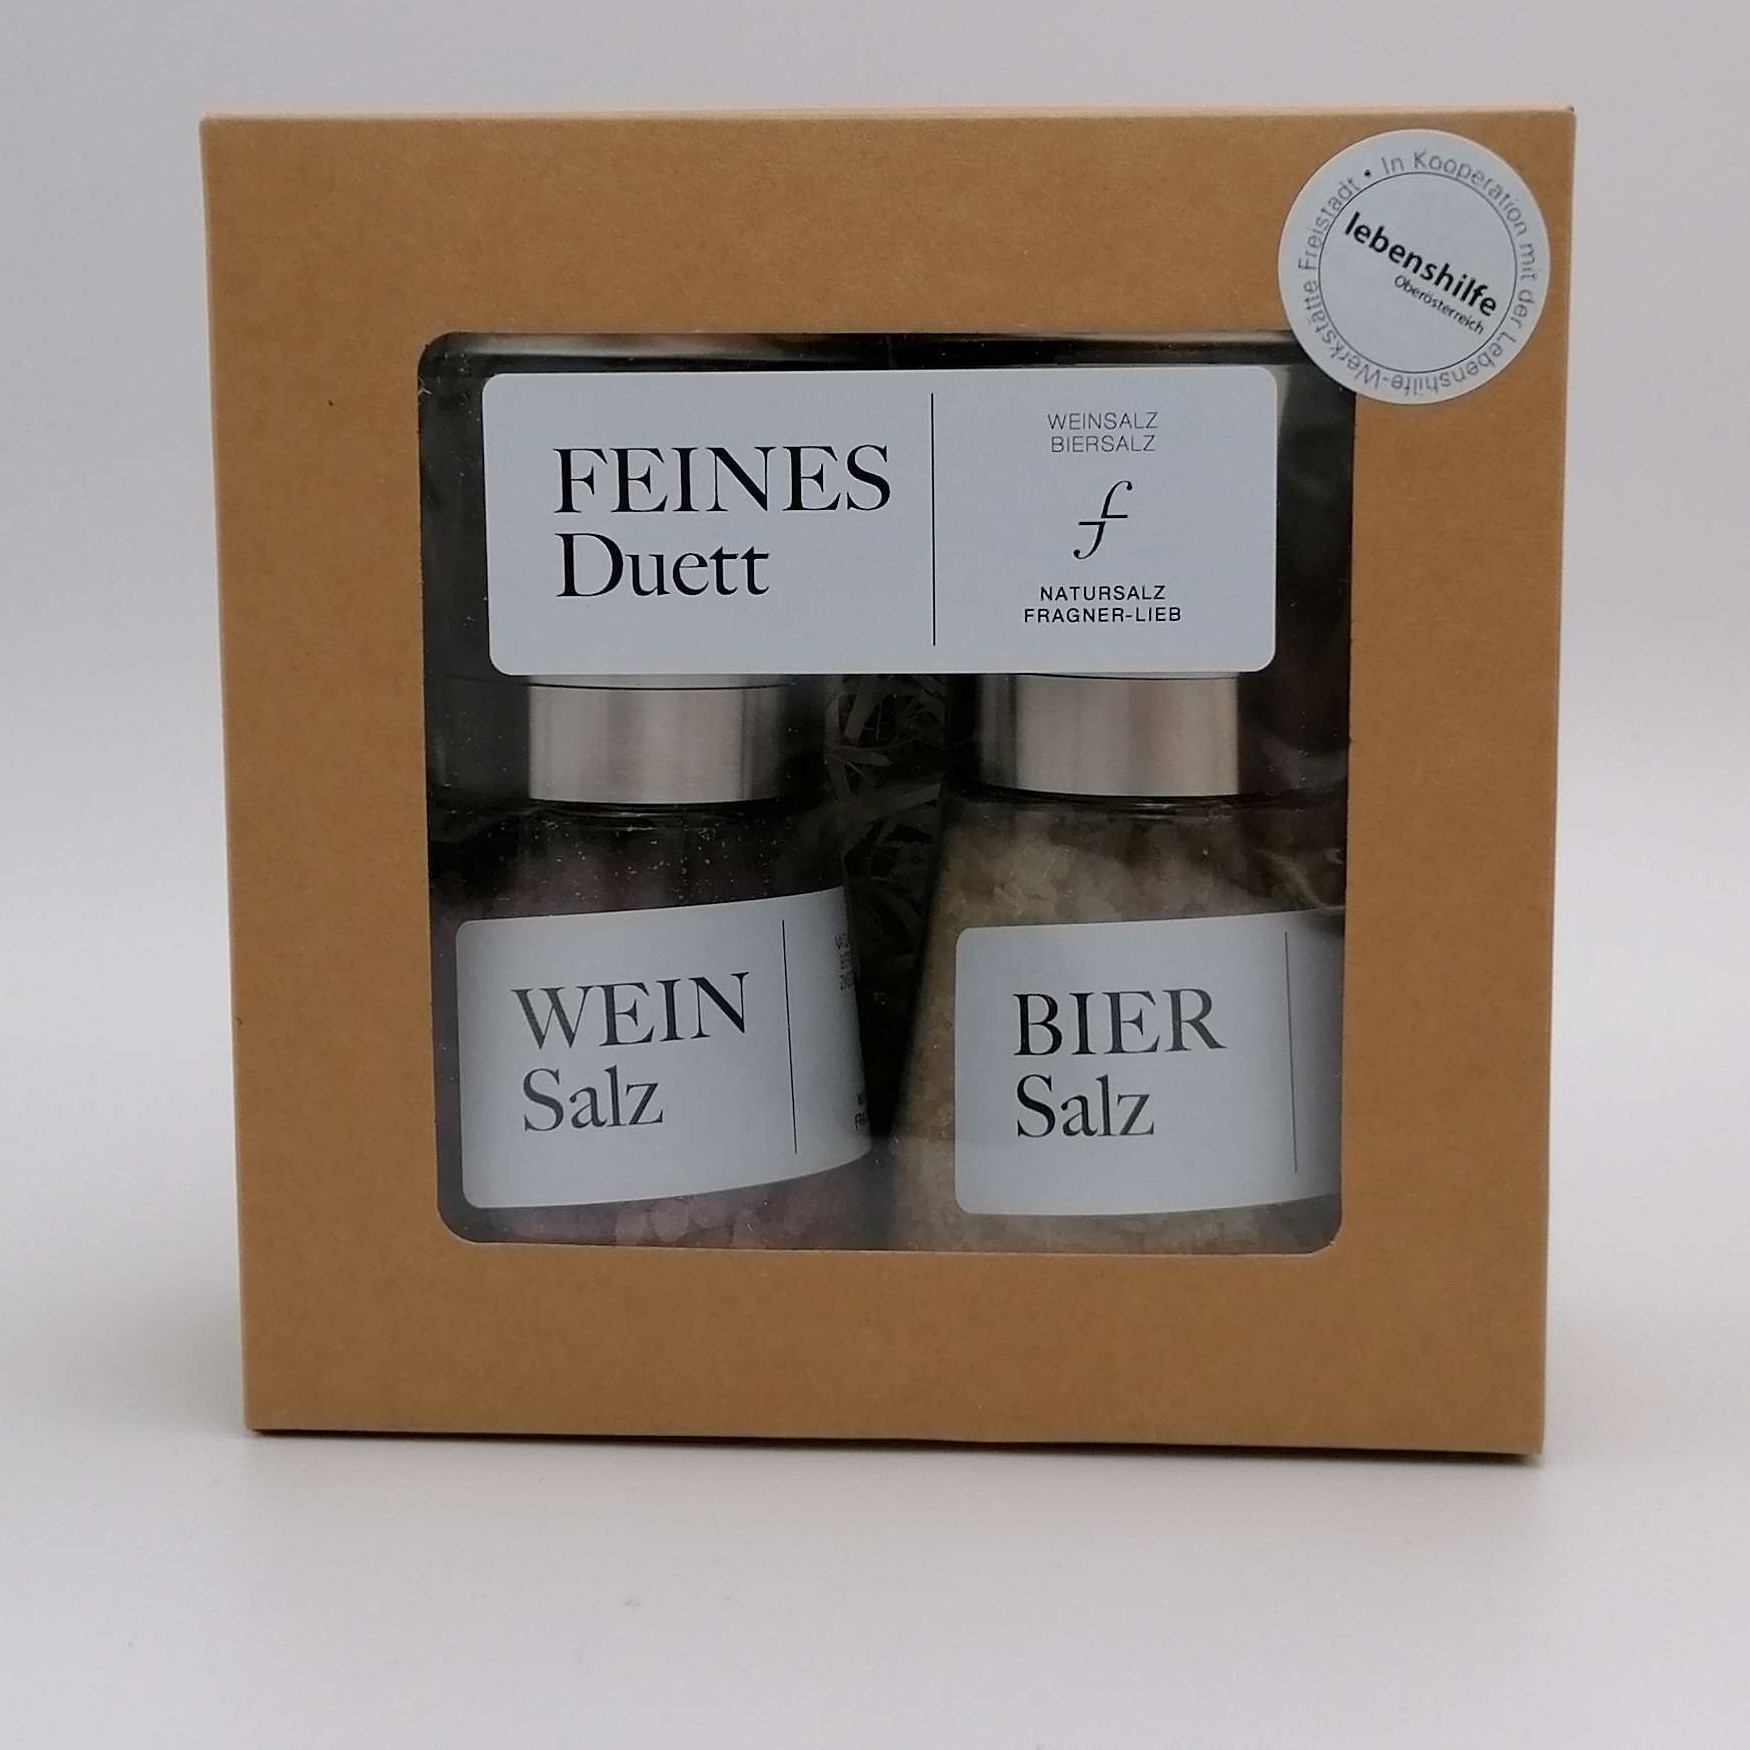 In Kooperation mit der Lebenshilfe-Werkstätte Freistadt •
lebenshilfe
Oberösterreich
FEINES
Duett
WEINSALZ
BIERSALZ
NATURSALZ
FRAGNER-LIEB
WEIN
Salz
BIER
Salz